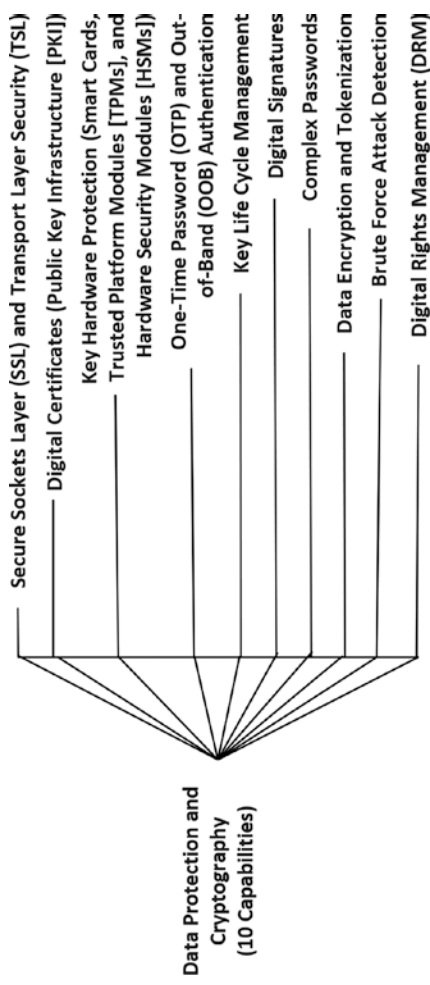 Data Protection and
Cryptography
(10 Capabilities)
Secure Sockets Layer (SSL) and Transport Layer Security (TSL)
Digital Certificates (Public Key Infrastructure [PKI])
Key Hardware Protection (Smart Cards,
Trusted Platform Modules [TPMs], and
Hardware Security Modules [HSMs])
One-Time Password (OTP) and Out-
of-Band (OOB) Authentication
Key Life Cycle Management
Digital Signatures
Complex Passwords
Data Encryption and Tokenization
Brute Force Attack Detection
Digital Rights Management (DRM)